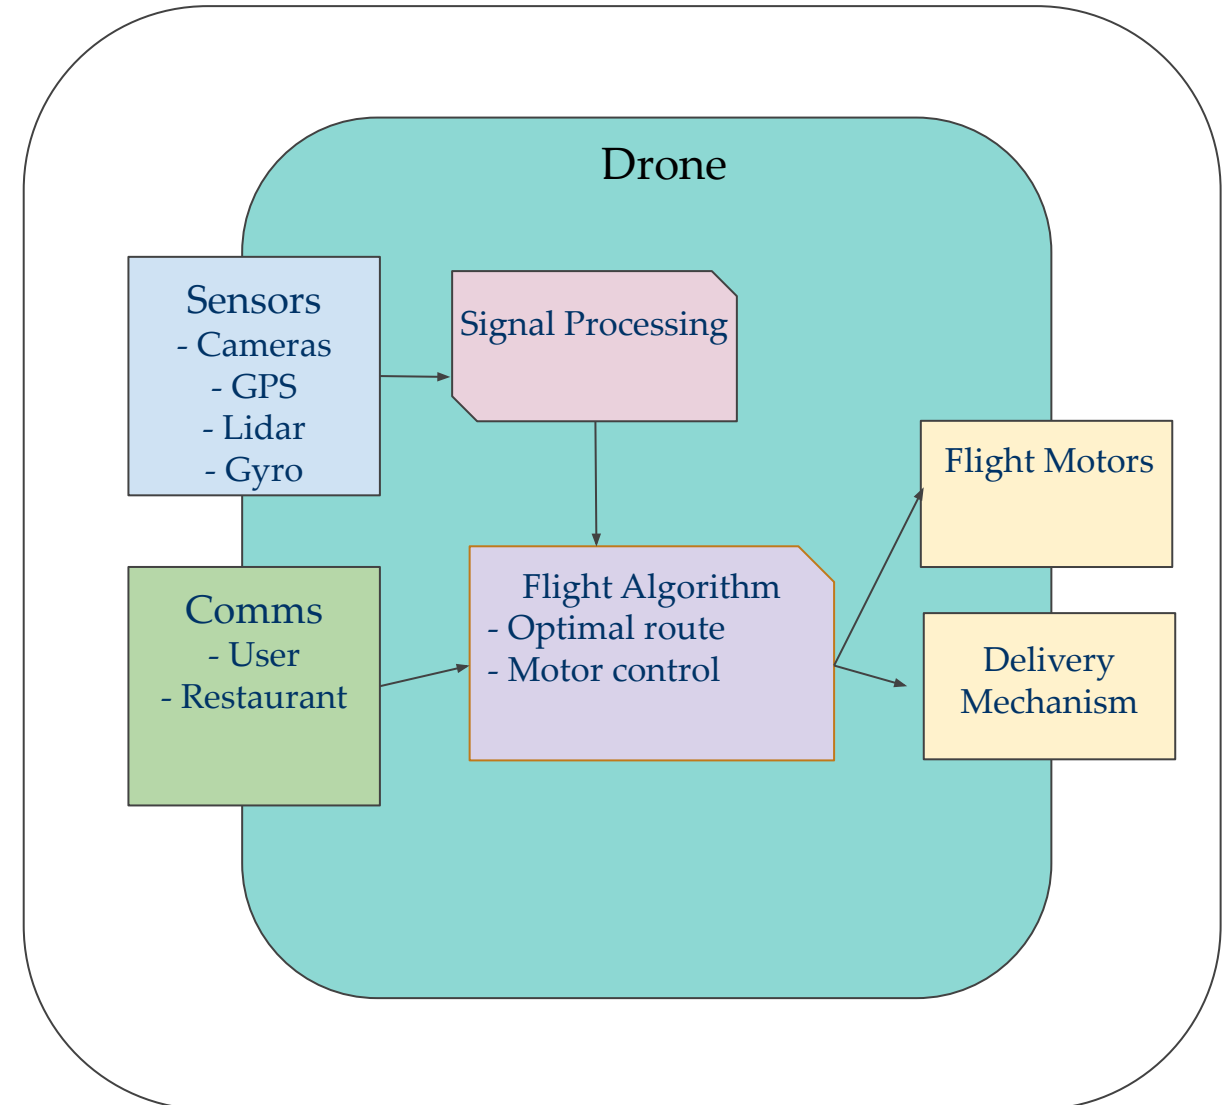 Drone
Sensors
- Cameras
- GPS
- Lidar
- Gyro
Signal Processing
Comms
- User
- Restaurant
Flight Algorithm
- Optimal route
- Motor control
Flight Motors
Delivery
Mechanism